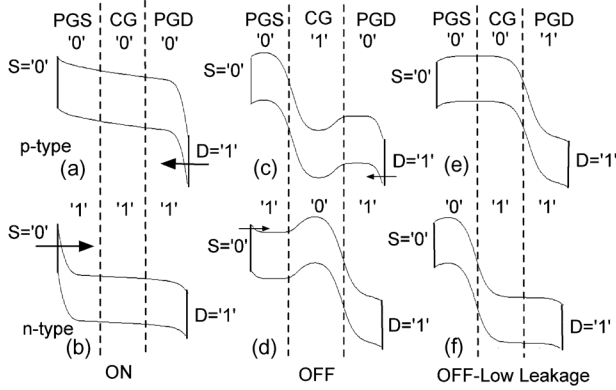 PGS CG PGD
'0' '0' '0'
S='0'
D='1'
p-type
(a)
PGS CG PGD
'0' '1' '0'
S='0'
D='1'
(c)
PGS CG PGD
'0' '0' '1'
S='0'
D='1'
(e)
'1' '1' '1'
S='0'
D='1'
n-type
(b)
ON
'1' '0' '1'
S='0'
D='1'
(d)
OFF
'0' '1' '1'
S='0'
D='1'
(f)
OFF-Low Leakage